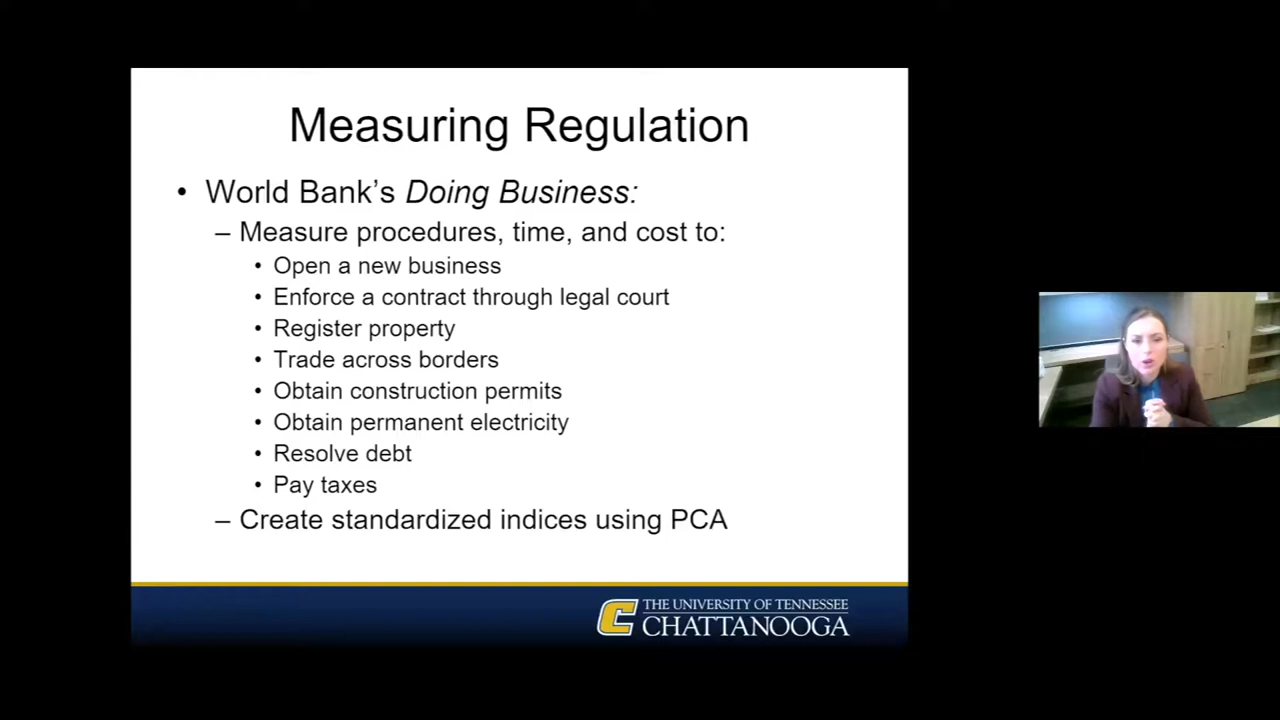 Measuring Regulation
• World Bank's Doing Business:
– Measure procedures, time, and cost to:
• Open a new business
• Enforce a contract through legal court
• Register property
• Trade across borders
• Obtain construction permits
• Obtain permanent electricity
• Resolve debt
• Pay taxes
– Create standardized indices using PCA
C THE UNIVERSITY OF TENNESSEE
CHATTANOOGA